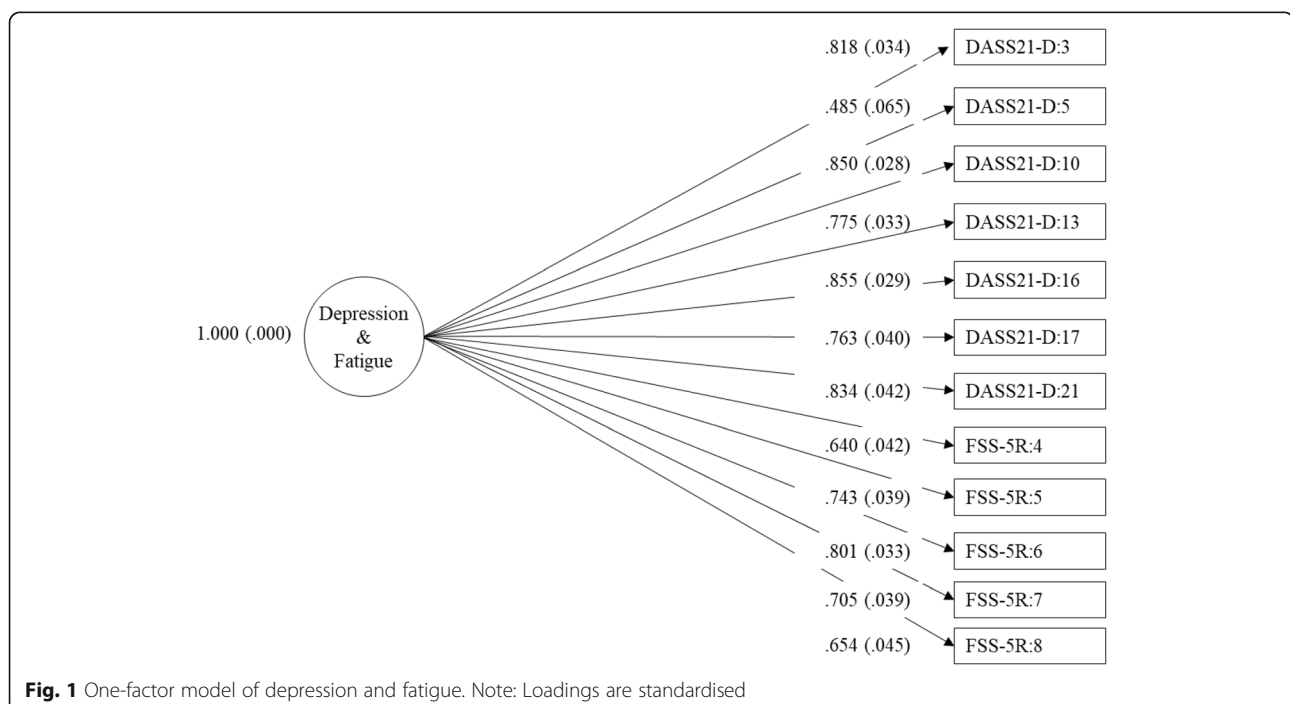 .818 (.034) DASS21-D:3
.485 (.065) DASS21-D:5
.850 (.028) DASS21-D:10
.775 (.033) DASS21-D:13
.855 (.029) DASS21-D:16
1.000 (.000)
Depression
&
Fatigue
.763 (.040) DASS21-D:17
.834 (.042) DASS21-D:21
.640 (.042) FSS-5R:4
.743 (.039) FSS-5R:5
.801 (.033) FSS-5R:6
.705 (.039) FSS-5R:7
.654 (.045) FSS-5R:8
Fig. 1 One-factor model of depression and fatigue. Note: Loadings are standardised